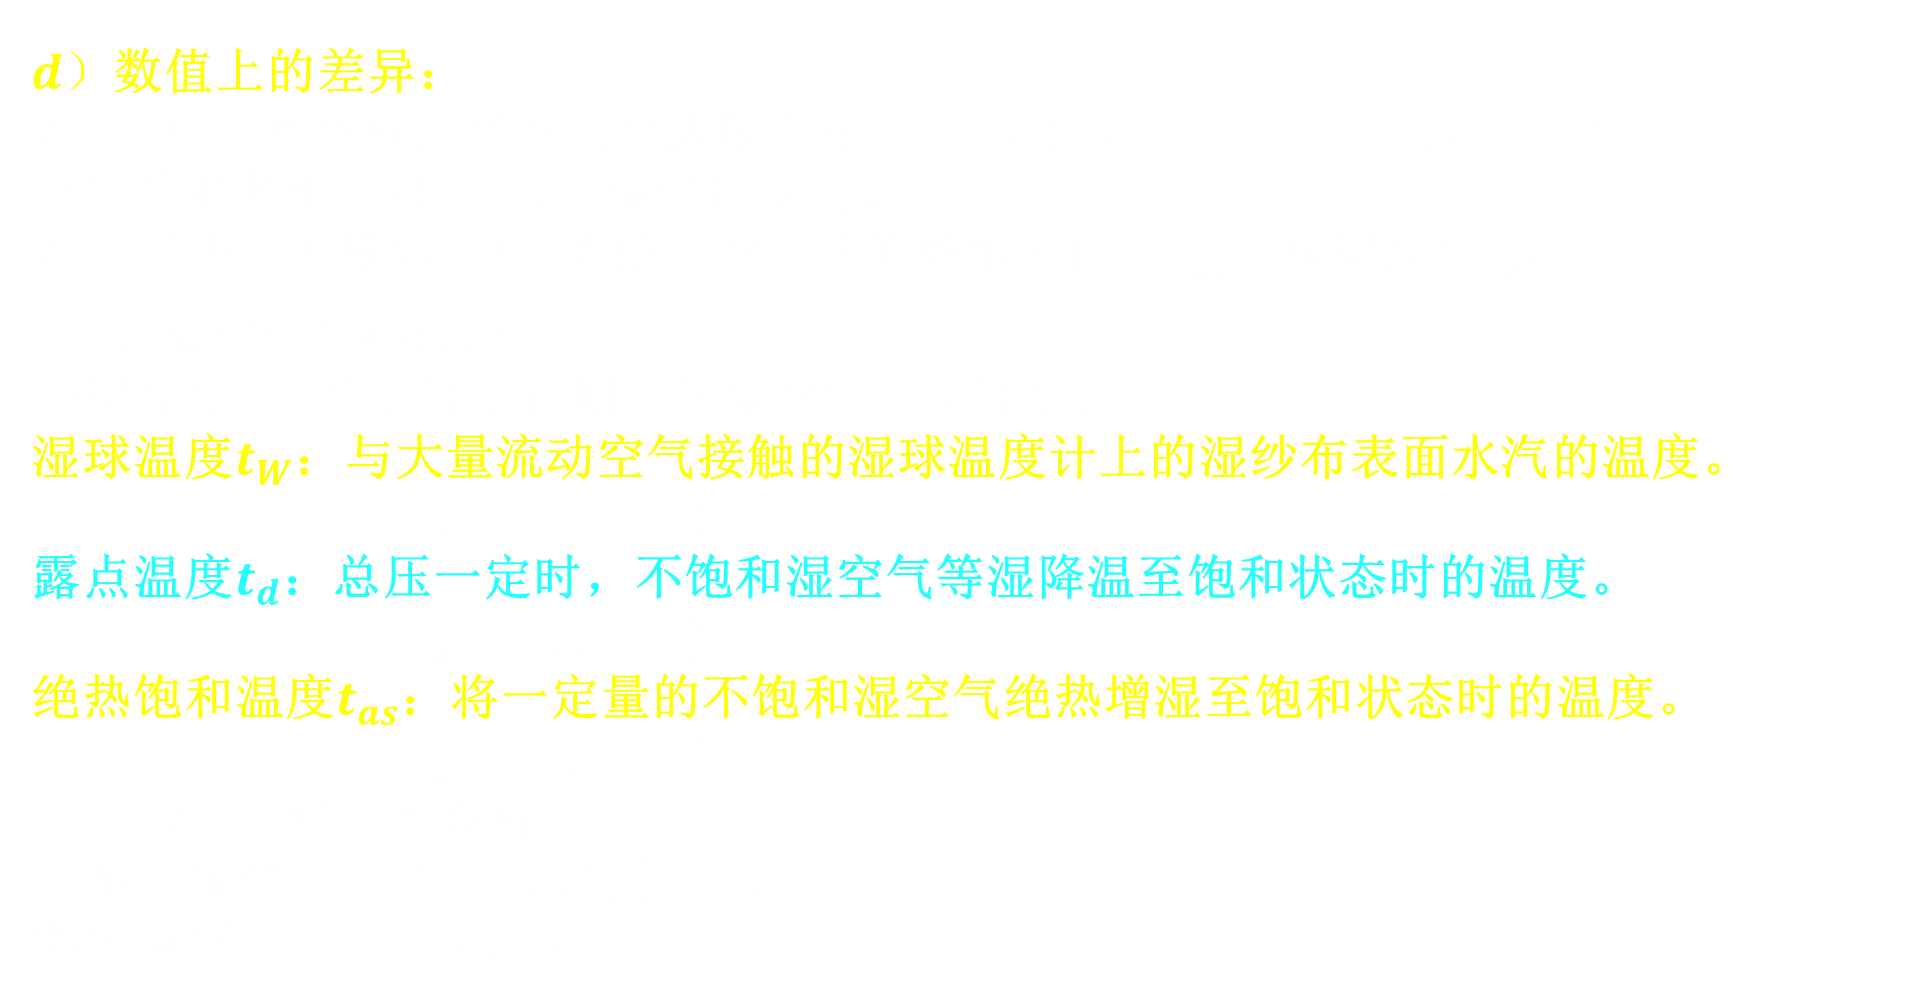 d）数值上的差异：
湿球温度t_W：与大量流动空气接触的湿球温度计上的湿纱布表面水汽的温度。
露点温度t_d：总压一定时，不饱和湿空气等湿降温至饱和状态时的温度。
绝热饱和温度t_as：将一定量的不饱和湿空气绝热增湿至饱和状态时的温度。